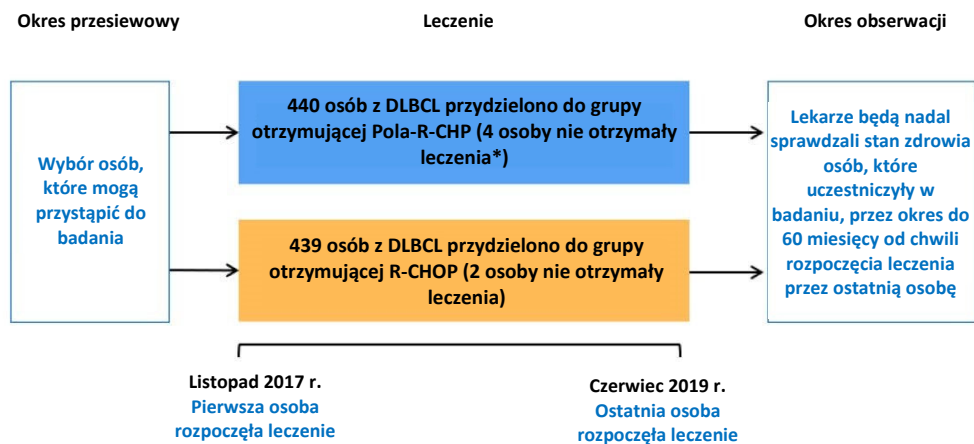 Okres przesiewowy
Leczenie
Okres obserwacji
Wybór osób,
które mogą
przystąpić do
badania
440 osób z DLBCL przydzielono do grupy
otrzymującej Pola-R-CHP (4 osoby nie otrzymały
leczenia*)
439 osób z DLBCL przydzielono do grupy
otrzymującej R-CHOP (2 osoby nie otrzymały
leczenia)
Lekarze będą nadal
sprawdzali stan zdrowia
osób, które
uczestniczyły w
badaniu, przez okres do
60 miesięcy od chwili
rozpoczęcia leczenia
przez ostatnią osobę
Listopad 2017 r.
Pierwsza osoba
rozpoczęła leczenie
Czerwiec 2019 r.
Ostatnia osoba
rozpoczęła leczenie